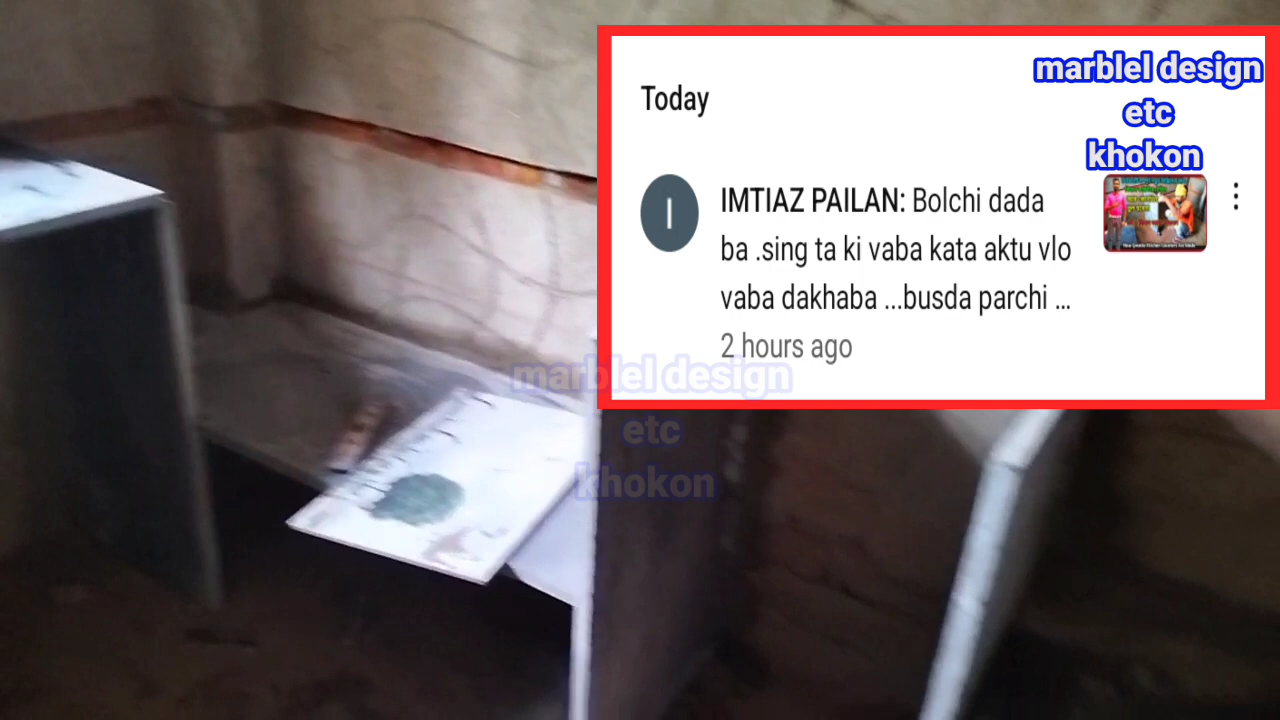 marblel design
etc
khokon
Today
I
IMTIAZ PAILAN: Bolchi dada
ba .sing ta ki vaba kata aktu vlo
vaba dakhaba ...busda parchi ...
2 hours ago
marblel design
etc
khokon